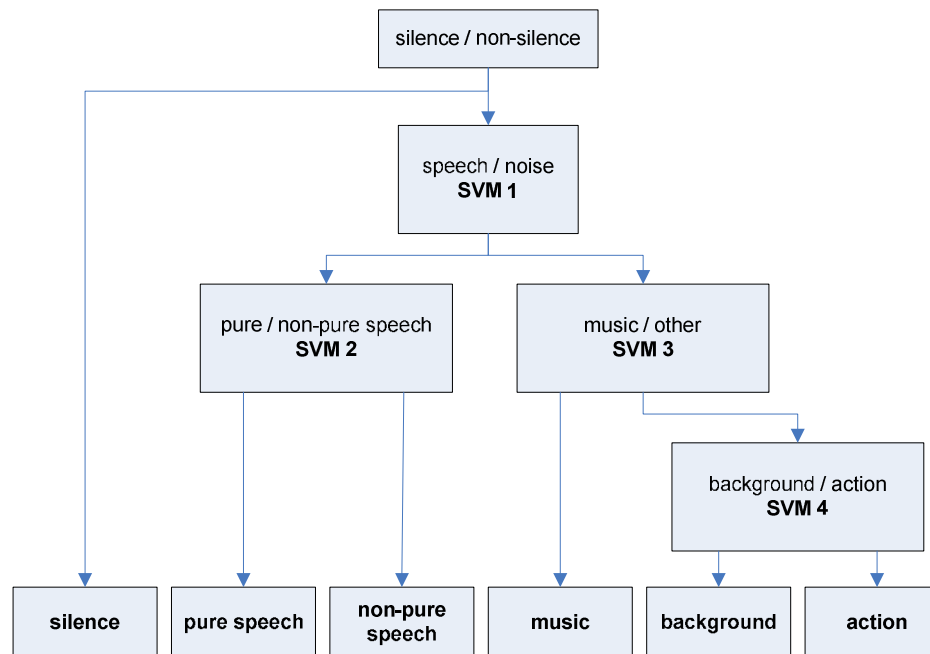 silence / non-silence
speech / noise
SVM 1
pure / non-pure speech
SVM 2
music / other
SVM 3
background / action
SVM 4
silence
pure speech
non-pure
speech
music
background
action